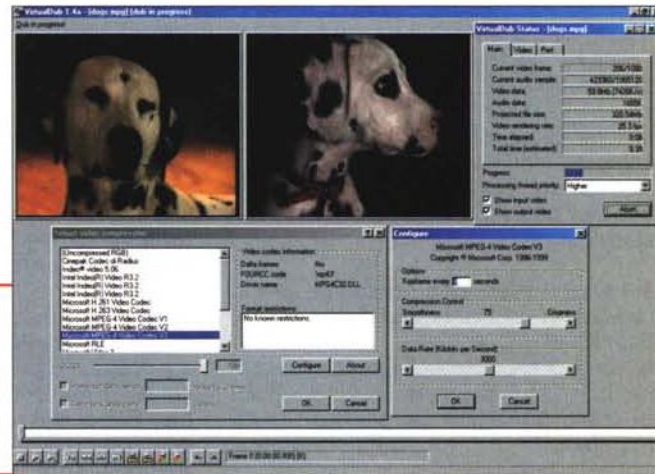 VirtualDub 1.4a - [dogs.mpg] (dub in progress)
Dub in progress!
VirtualDub Status - [dogs.mpg]
Main Video Perf
Current video frame:
Current audio sample:
Video data:
Audio data:
Projected file size:
Video rendering rate:
Time elapsed:
Total time (estimated):
Progress:
Processing thread priority: Higher
Show input video
Show output video
Abort
(Uncompressed RGB)
Cinepak Codec di Radius
Indeo® video 5.06
Intel Indeo(R) Video R3.2
Intel Indeo(R) Video R3.2
Intel Indeo(R) Video R3.2
Microsoft H.261 Video Codec
Microsoft H.263 Video Codec
Microsoft MPEG-4 Video Codec V1
Microsoft MPEG-4 Video Codec V2
Microsoft MPEG-4 Video Codec V3
Microsoft RLE
Video codec information
Delta frames: No
FOURCC code
Driver name MPG4C32.DLL
Format restrictions:
No known restrictions.
Configure About
OK Cancel
Configure
Microsoft MPEG-4 Video Codec V3
Copyright © Microsoft Corp. 1996-1999
Options
Keyframe every seconds
Compression Control
Smoothness 75 Crispness
Data Rate (Kilobits per Second)
OK Cancel